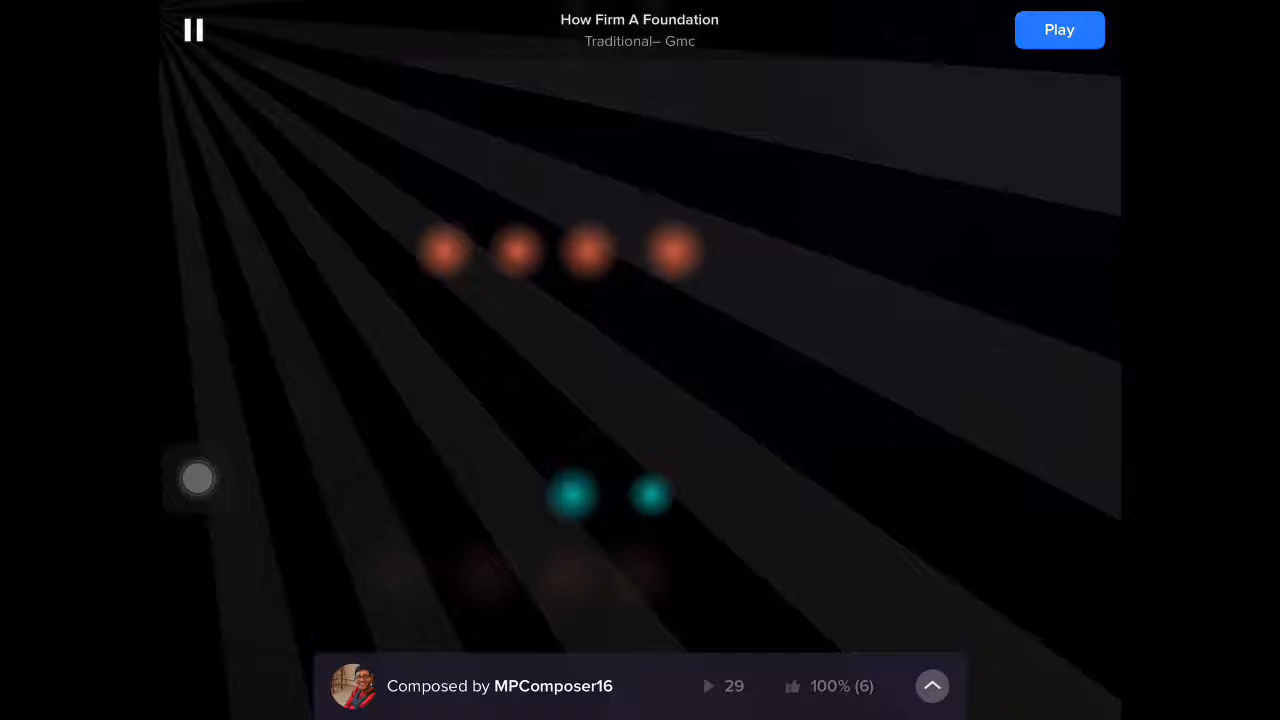 How Firm A Foundation
Traditional– Gmc
Play
Composed by MPComposer16
29
100% (6)